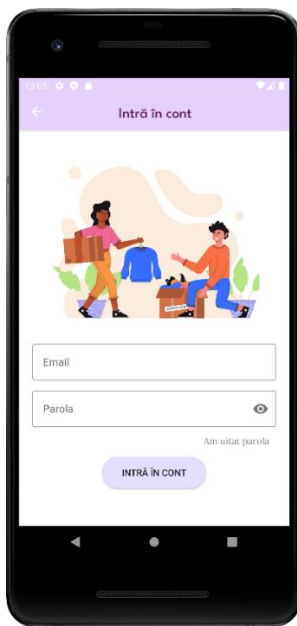 13:05
Intră în cont
Email
Parola
Am uitat parola
INTRĂ ÎN CONT